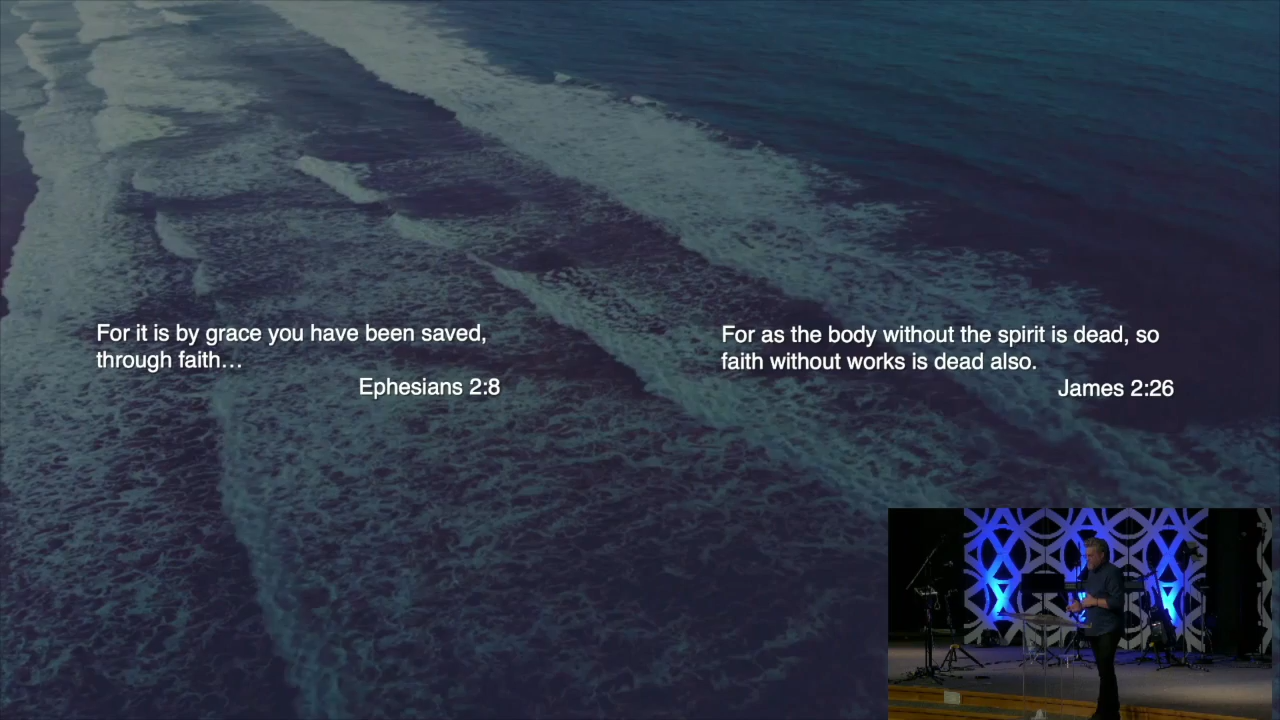 For it is by grace you have been saved,
through faith…
Ephesians 2:8
For as the body without the spirit is dead, so
faith without works is dead also.
James 2:26